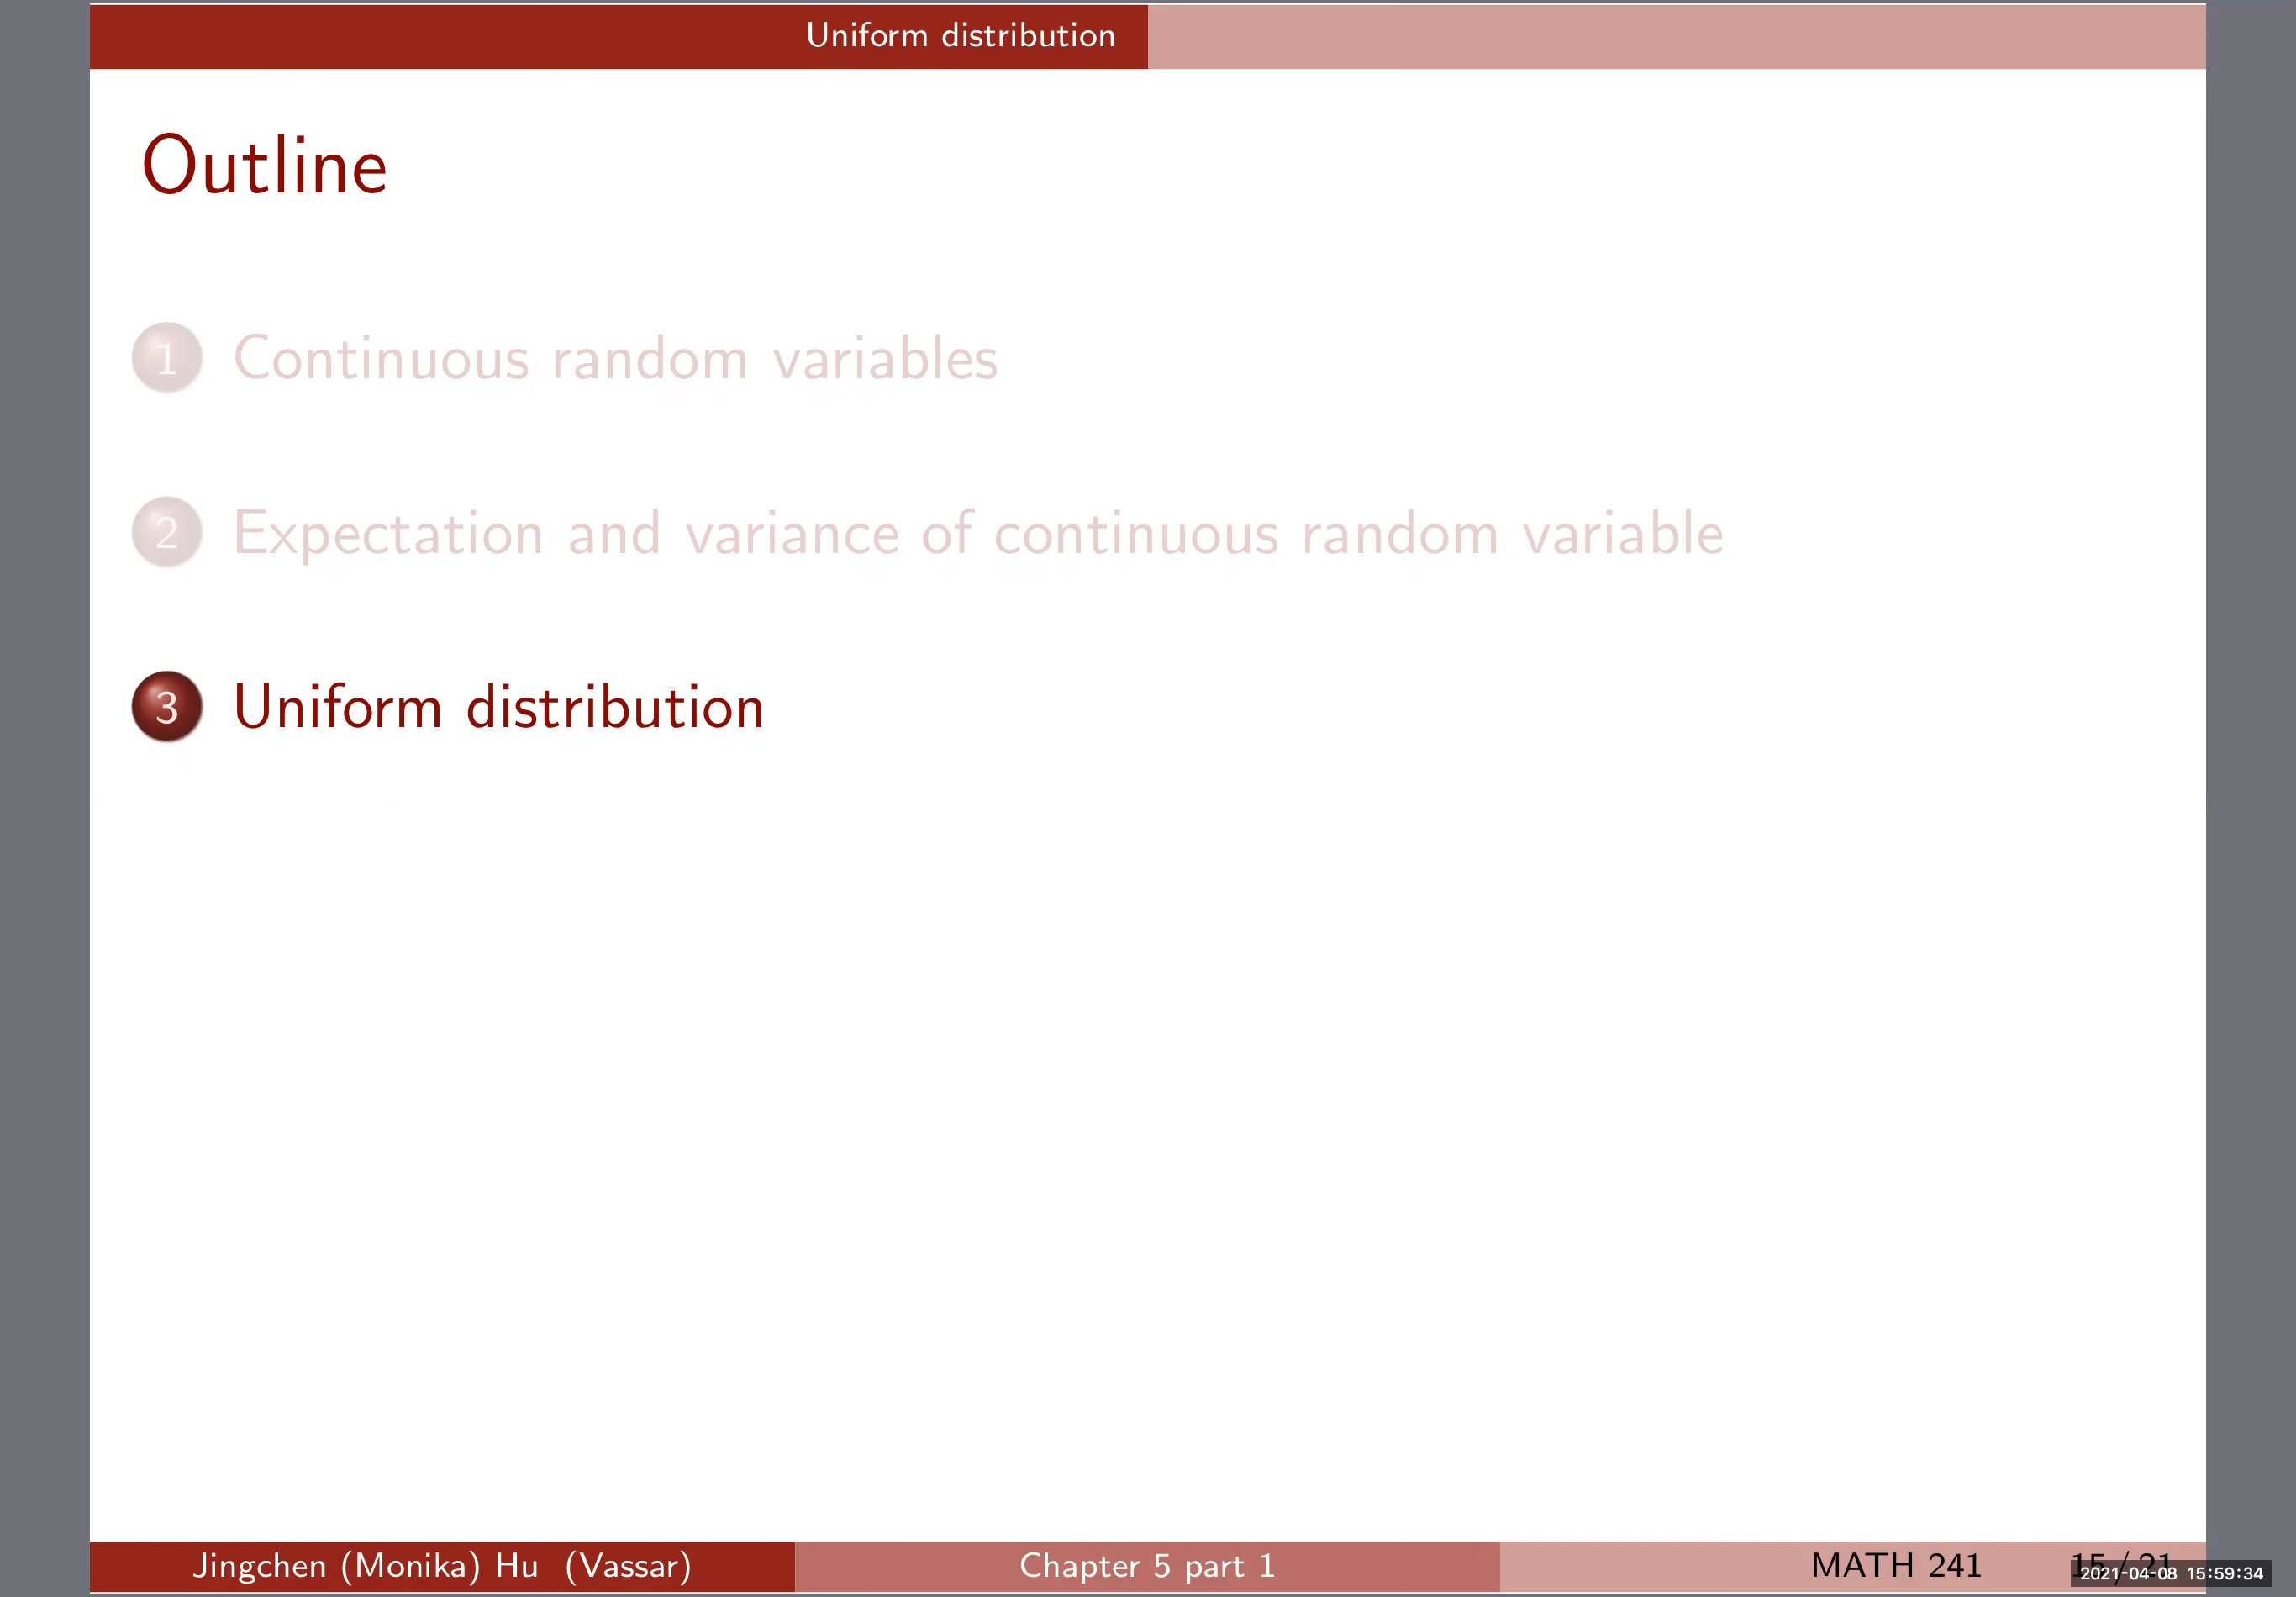 Uniform distribution
Outline
1 Continuous random variables
2 Expectation and variance of continuous random variable
3 Uniform distribution
Jingchen (Monika) Hu (Vassar) Chapter 5 part 1 MATH 241 15 / 21
2021-04-08 15:59:34